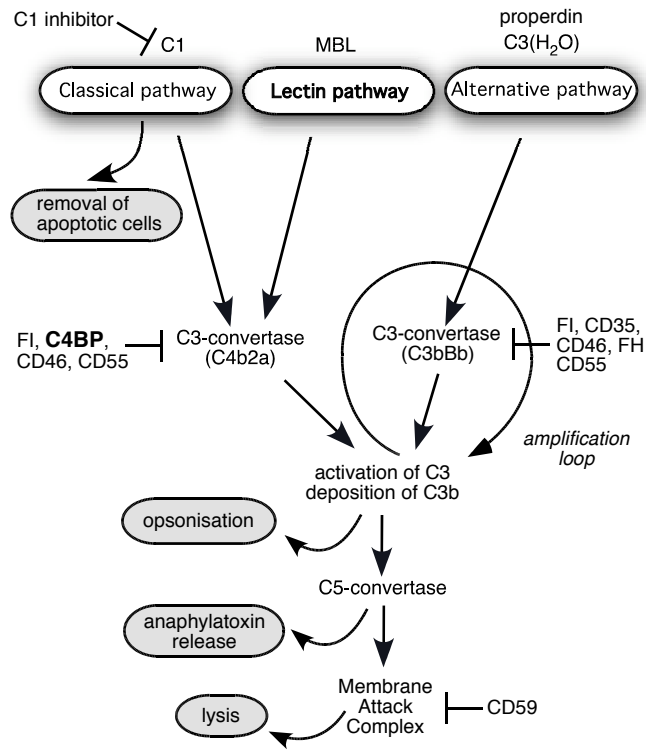 C1 inhibitor
C1
MBL
properdin
C3(H₂O)
Classical pathway
Lectin pathway
Alternative pathway
removal of
apoptotic cells
FI, C4BP,
CD46, CD55
C3-convertase
(C4b2a)
C3-convertase
(C3bBb)
FI, CD35,
CD46, FH
CD55
amplification
loop
activation of C3
deposition of C3b
opsonisation
C5-convertase
anaphylatoxin
release
Membrane
Attack
Complex
CD59
lysis